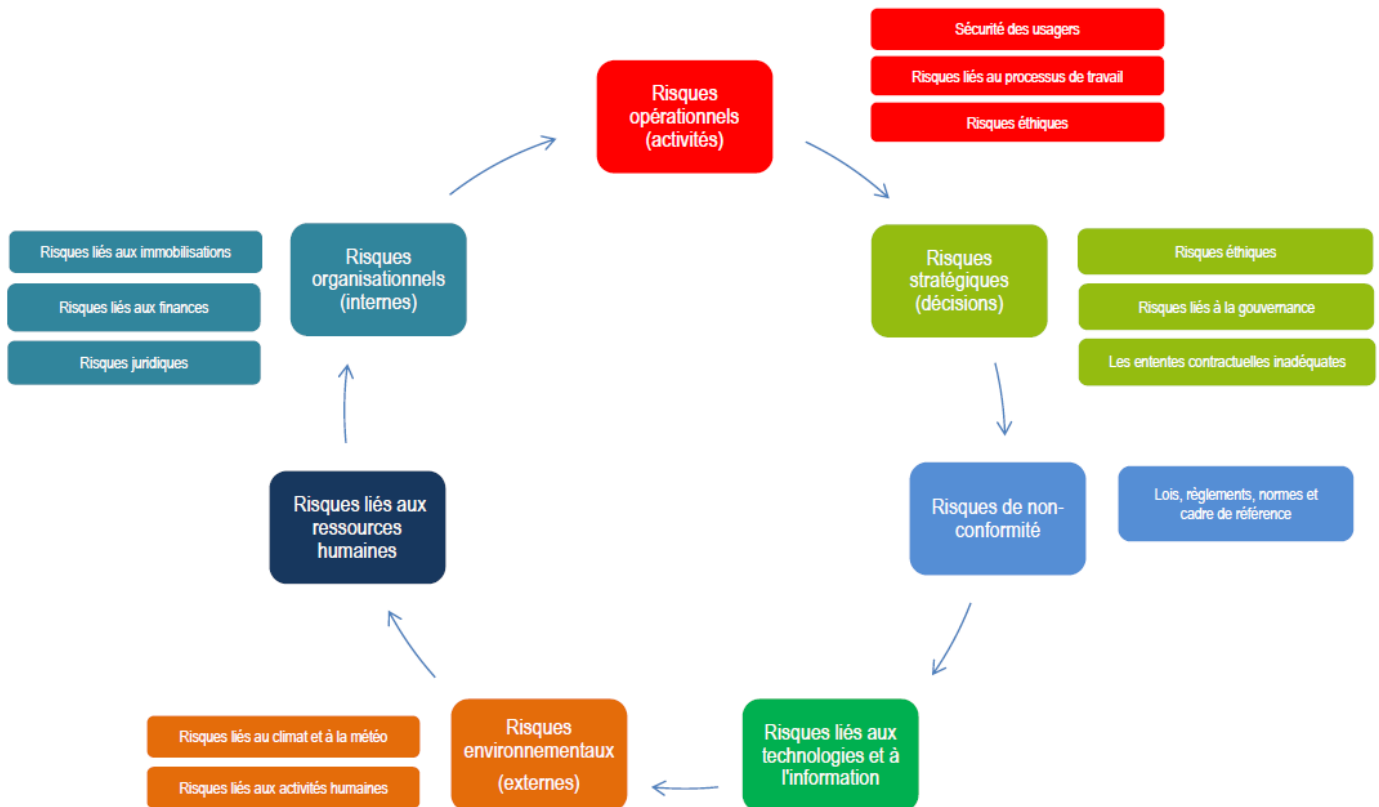 Risques
opérationnels
(activités)
Sécurité des usagers
Risques liés au processus de travail
Risques éthiques
Risques
stratégiques
(décisions)
Risques éthiques
Risques liés à la gouvernance
Les ententes contractuelles inadéquates
Risques de non-
conformité
Lois, règlements, normes et
cadre de référence
Risques liés aux
technologies et à
l'information
Risques
environnementaux
(externes)
Risques liés au climat et à la météo
Risques liés aux activités humaines
Risques liés aux
ressources
humaines
Risques
organisationnels
(internes)
Risques liés aux immobilisations
Risques liés aux finances
Risques juridiques